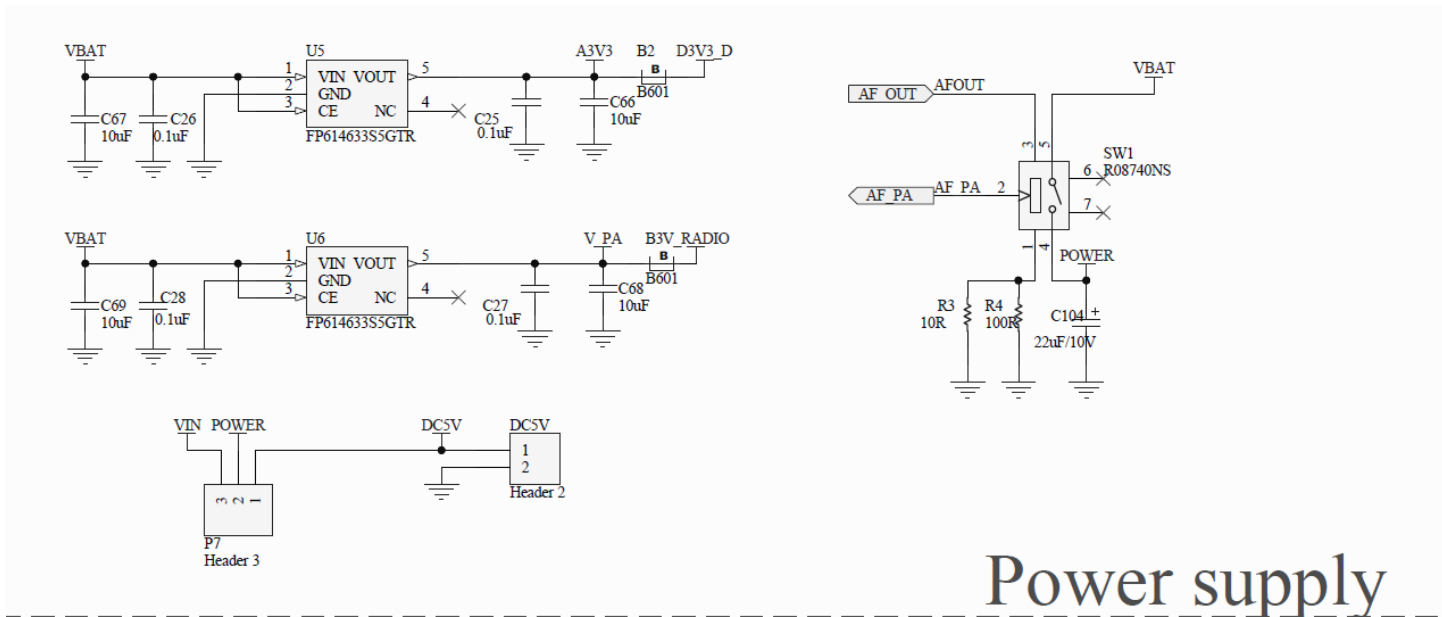 VBAT
U5
1 VIN VOUT 5
2 GND
3 CE NC 4
FP614633S5GTR
C67
10uF
C26
0.1uF
C25
0.1uF
A3V3
C66
10uF
B2
B
B601
D3V3_D
VBAT
U6
1 VIN VOUT 5
2 GND
3 CE NC 4
FP614633S5GTR
C69
10uF
C28
0.1uF
C27
0.1uF
V_PA
C68
10uF
B3V_RADIO
B
B601
VIN POWER
3 2 1
P7
Header 3
DC5V
DC5V
1
2
Header 2
AF_OUT AFOUT
VBAT
3 5
SW1
R08740NS
6
7
AF_PA AF_PA 2
1 4
POWER
R3
10R
R4
100R
C104 +
22uF/10V
Power supply